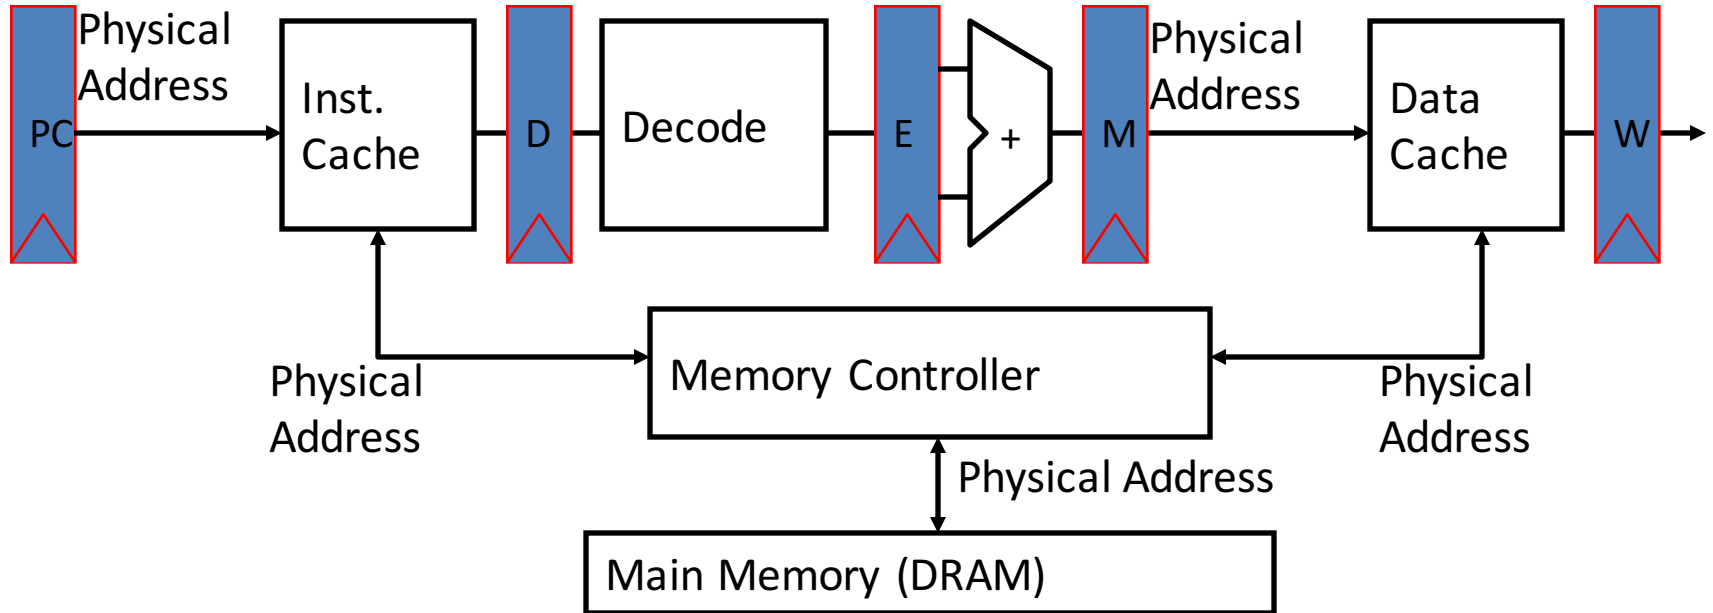 Physical
Address
PC
Inst.
Cache
D
Decode
E
+
M
Physical
Address
Data
Cache
W
Physical
Address
Memory Controller
Physical
Address
Physical Address
Main Memory (DRAM)